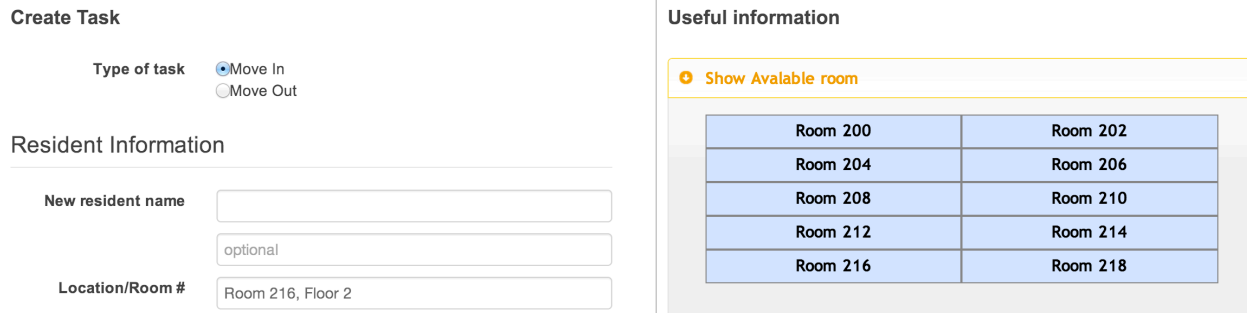 Create Task
Type of task
Move In
Move Out
Resident Information
New resident name
optional
Location/Room #
Room 216, Floor 2
Useful information
Show Avalable room
Room 200 Room 202
Room 204 Room 206
Room 208 Room 210
Room 212 Room 214
Room 216 Room 218